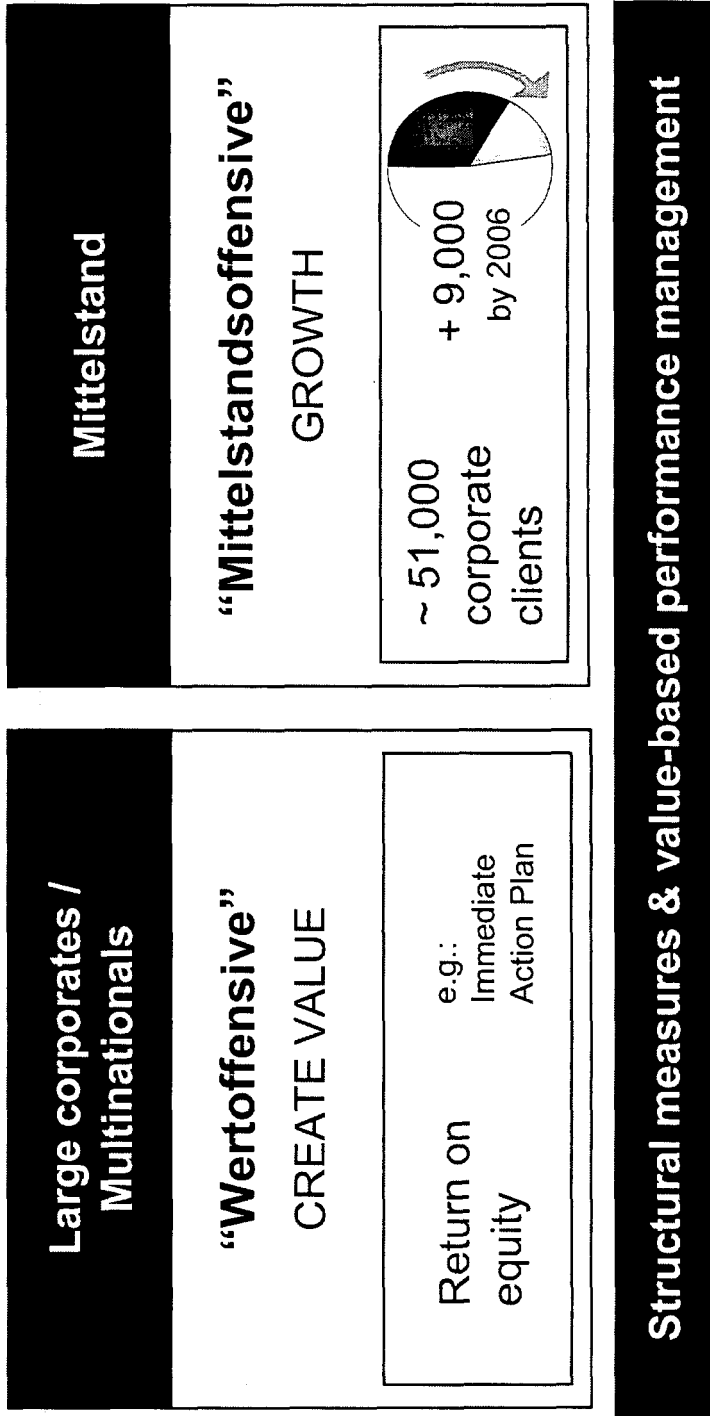 Large corporates /
Multinationals
“Wertoffensive”
CREATE VALUE
Return on
equity
e.g.:
Immediate
Action Plan
Mittelstand
“Mittelstandsoffensive”
GROWTH
~ 51,000
corporate
clients
+ 9,000
by 2006
Structural measures & value-based performance management